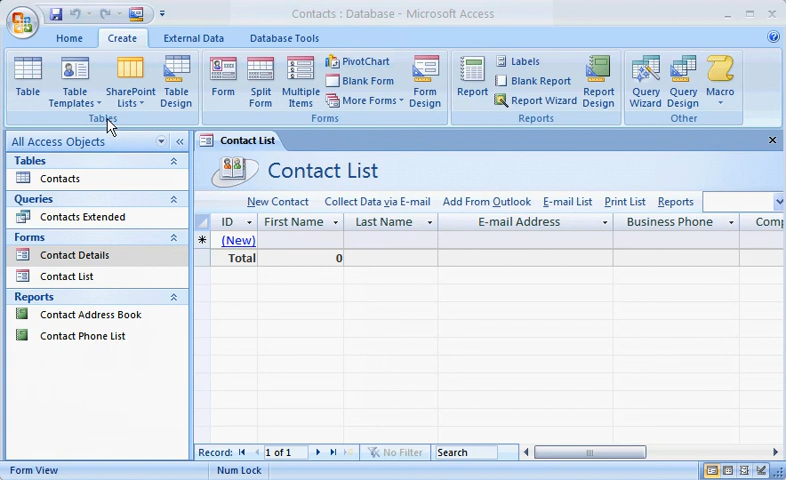 Contacts : Database - Microsoft Access
Home Create External Data Database Tools
Table
Table Templates
SharePoint Lists
Table Design
Tables
Form
Split Form
Multiple Items
PivotChart
Blank Form
More Forms
Form Design
Forms
Report
Labels
Blank Report
Report Wizard
Report Design
Reports
Query Wizard
Query Design
Macro
Other
All Access Objects
Tables
Contacts
Queries
Contacts Extended
Forms
Contact Details
Contact List
Reports
Contact Address Book
Contact Phone List
Contact List
Contact List
New Contact Collect Data via E-mail Add From Outlook E-mail List Print List Reports
ID First Name Last Name E-mail Address Business Phone Comp
(New)
Total 0
Record: 1 of 1 No Filter Search
Form View Num Lock